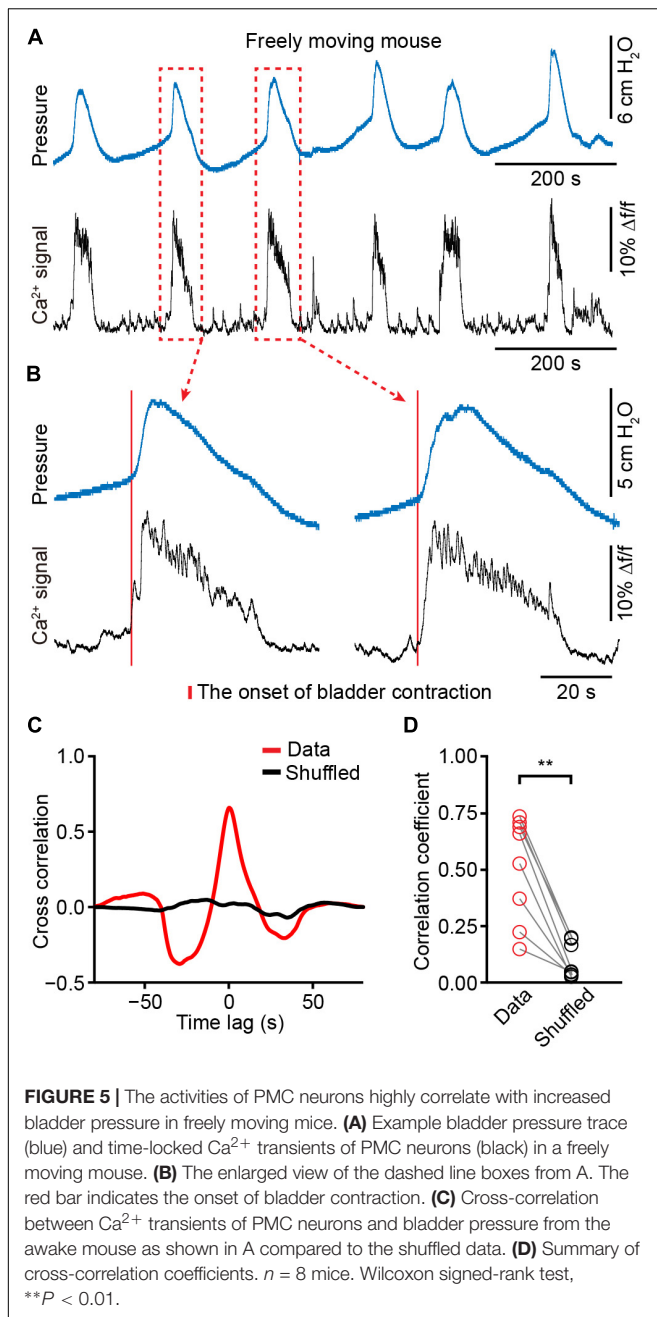 A
Freely moving mouse
Pressure
6 cm H₂O
200 s
Ca²⁺ signal
10% Δf/f
200 s
B
Pressure
5 cm H₂O
Ca²⁺ signal
10% Δf/f
20 s
The onset of bladder contraction
C
Data
Shuffled
1.0
0.5
0.0
−0.5
Cross correlation
−50
0
50
Time lag (s)
D
**
1.00
0.75
0.50
0.25
0.00
Correlation coefficient
Data
Shuffled
FIGURE 5 | The activities of PMC neurons highly correlate with increased
bladder pressure in freely moving mice. (A) Example bladder pressure trace
(blue) and time-locked Ca²⁺ transients of PMC neurons (black) in a freely
moving mouse. (B) The enlarged view of the dashed line boxes from A. The
red bar indicates the onset of bladder contraction. (C) Cross-correlation
between Ca²⁺ transients of PMC neurons and bladder pressure from the
awake mouse as shown in A compared to the shuffled data. (D) Summary of
cross-correlation coefficients. n = 8 mice. Wilcoxon signed-rank test,
**P < 0.01.